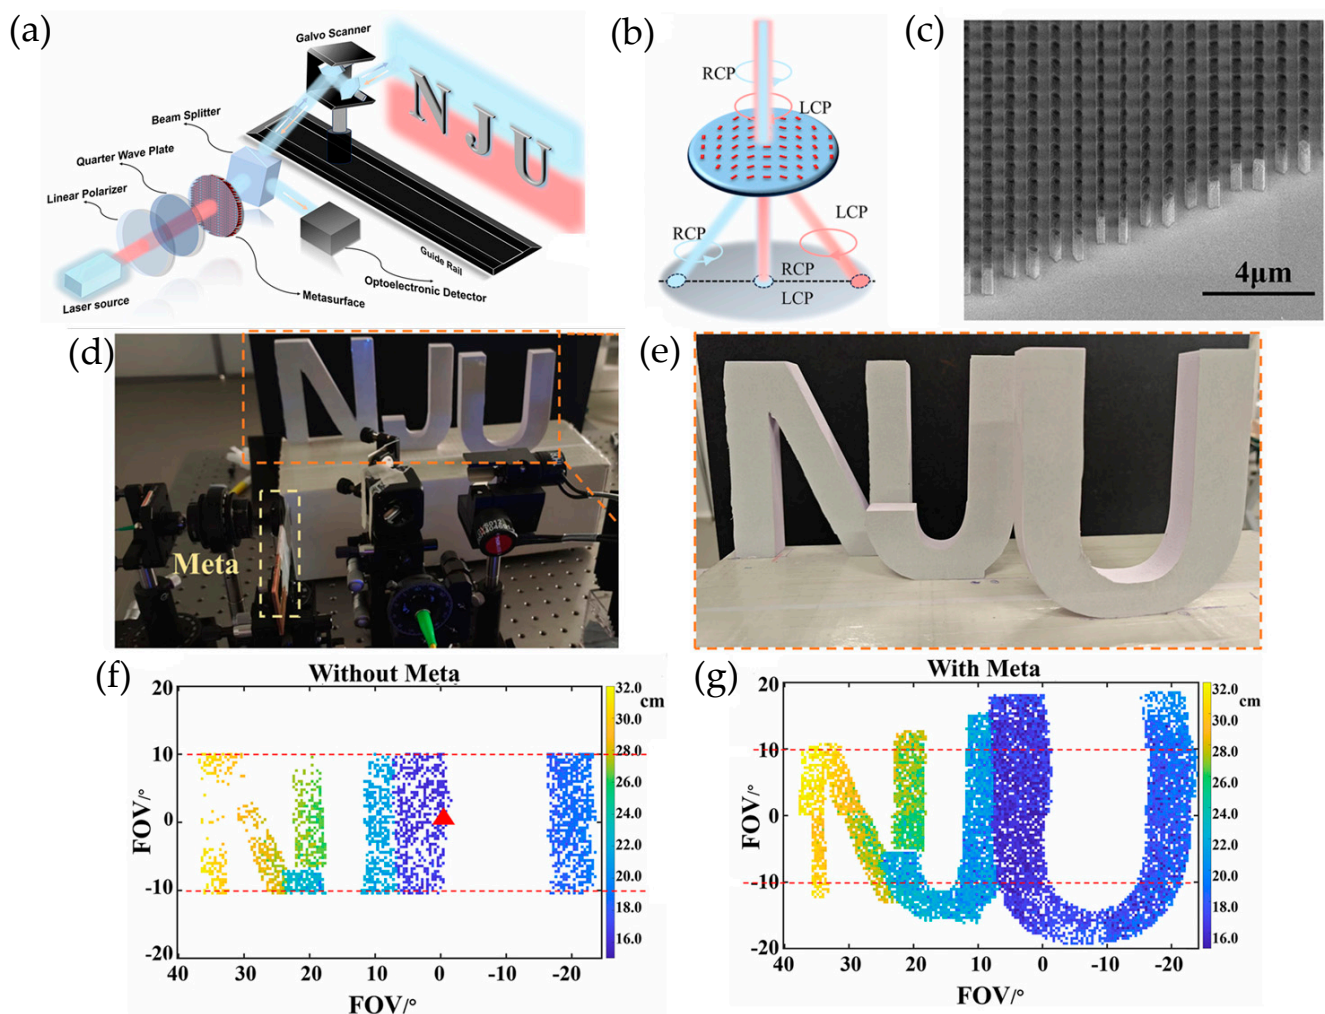 (a)
Galvo Scanner
Beam Splitter
Quarter Wave Plate
Linear Polarizer
Laser source
Metasurface
Optoelectronic Detector
Guide Rail
NJU
(b)
RCP
LCP
RCP
LCP
RCP
LCP
(c)
4μm
(d)
NJU
Meta
(e)
NJU
(f)
Without Meta
20
10
0
-10
-20
FOV/°
40
30
20
10
0
-10
-20
FOV/°
32.0
cm
30.0
28.0
26.0
24.0
22.0
20.0
18.0
16.0
(g)
With Meta
20
10
0
-10
-20
FOV/°
40
30
20
10
0
-10
-20
FOV/°
32.0
cm
30.0
28.0
26.0
24.0
22.0
20.0
18.0
16.0